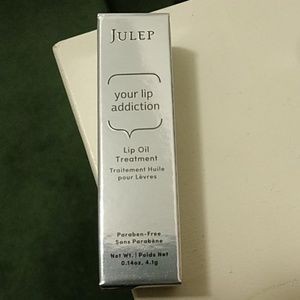 JULEP
your lip
addiction
Lip Oil
Treatment
Traitement Huile
pour Lèvres
Paraben-Free
Sans Parabène
Net Wt. | Poids Net
0.14oz, 4.1g